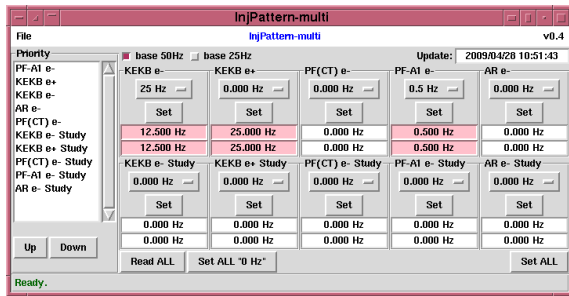 InjPattern-multi
File InjPattern-multi v0.4
Priority
PF-A1 e-
KEKB e+
KEKB e-
AR e-
PF(CT) e-
KEKB e- Study
KEKB e+ Study
PF(CT) e- Study
PF-A1 e- Study
AR e- Study
Up Down
base 50Hz base 25Hz Update: 2009/04/28 10:51:43
KEKB e- KEKB e+ PF(CT) e- PF-A1 e- AR e-
25 Hz 0.000 Hz 0.000 Hz 0.5 Hz 0.000 Hz
Set Set Set Set Set
12.500 Hz 25.000 Hz 0.000 Hz 0.500 Hz 0.000 Hz
12.500 Hz 25.000 Hz 0.000 Hz 0.500 Hz 0.000 Hz
KEKB e- Study KEKB e+ Study PF(CT) e- Study PF-A1 e- Study AR e- Study
0.000 Hz 0.000 Hz 0.000 Hz 0.000 Hz 0.000 Hz
Set Set Set Set Set
0.000 Hz 0.000 Hz 0.000 Hz 0.000 Hz 0.000 Hz
0.000 Hz 0.000 Hz 0.000 Hz 0.000 Hz 0.000 Hz
Read ALL Set ALL "0 Hz" Set ALL
Ready.